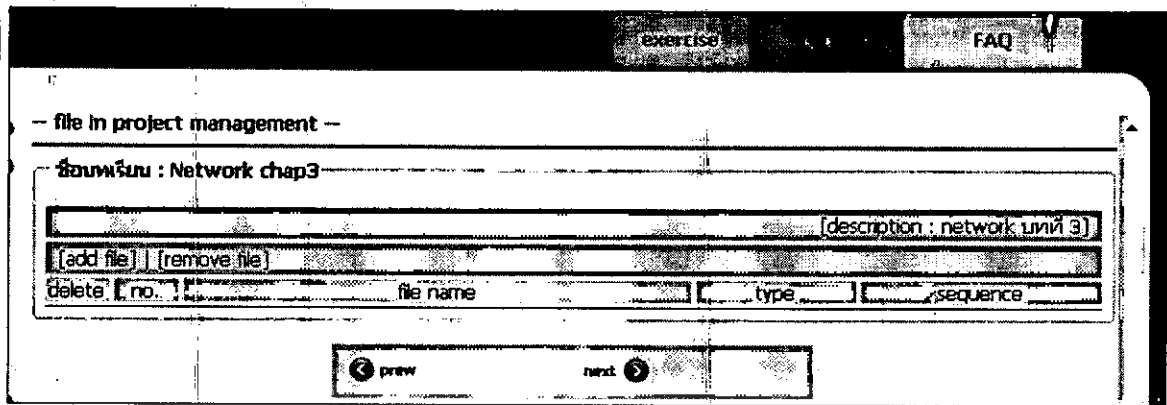 exercise FAQ
-- file in project management --
ชื่อบทเรียน : Network chap3
[description : network บทที่ 3]
[add file] | [remove file]
delete no. file name type sequence
prew next